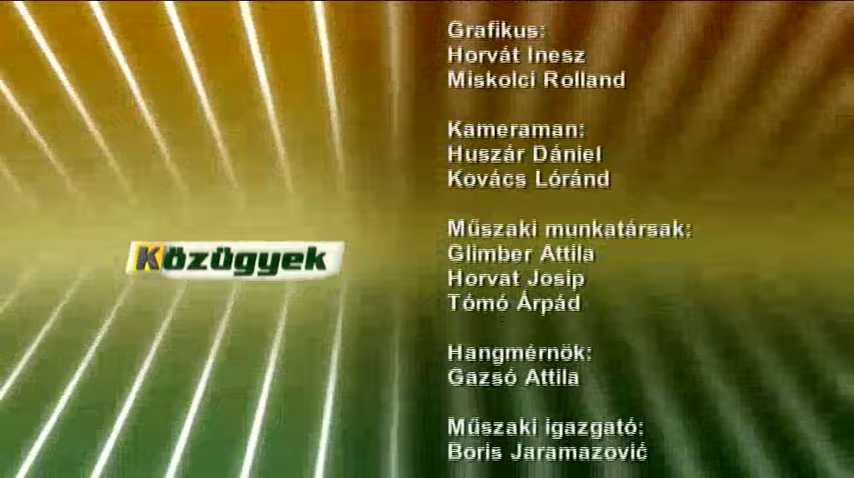 Közügyek
Grafikus:
Horvát Inesz
Miskolci Rolland
Kameraman:
Huszár Dániel
Kovács Lóránd
Műszaki munkatársak:
Glimber Attila
Horvat Josip
Tómó Árpád
Hangmérnök:
Gazsó Attila
Műszaki igazgató:
Boris Jaramazović